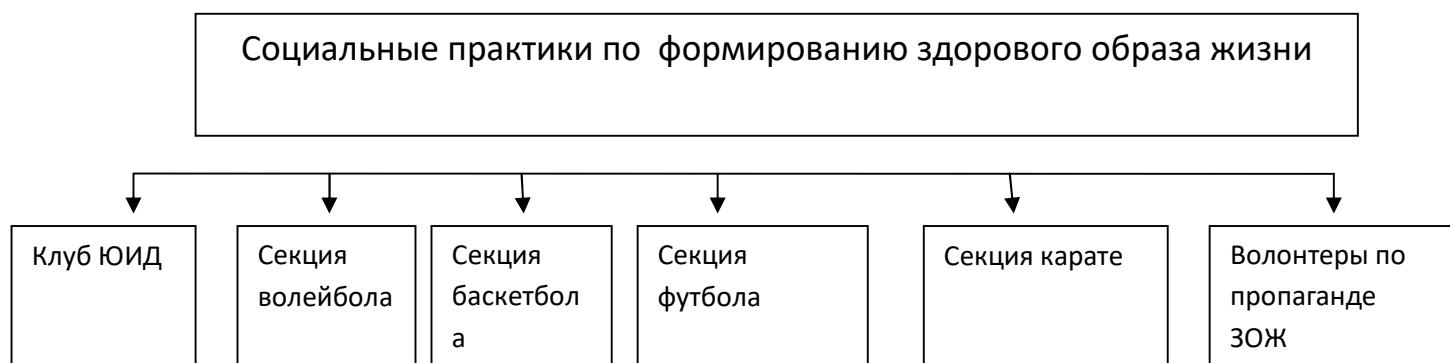 Социальные практики по формированию здорового образа жизни
Клуб ЮИД
Секция
волейбола
Секция
баскетбол
а
Секция
футбола
Секция карате
Волонтеры по
пропаганде
ЗОЖ